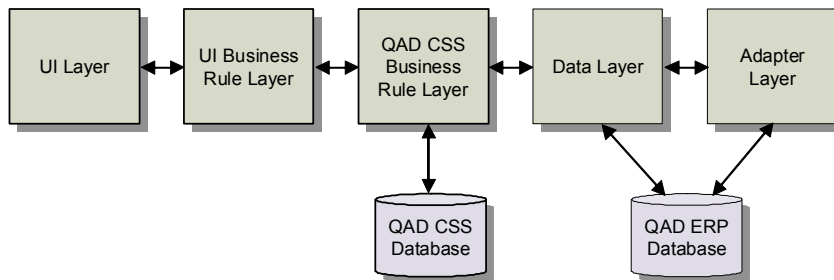 UI Layer
UI Business
Rule Layer
QAD CSS
Business
Rule Layer
Data Layer
Adapter
Layer
QAD CSS
Database
QAD ERP
Database